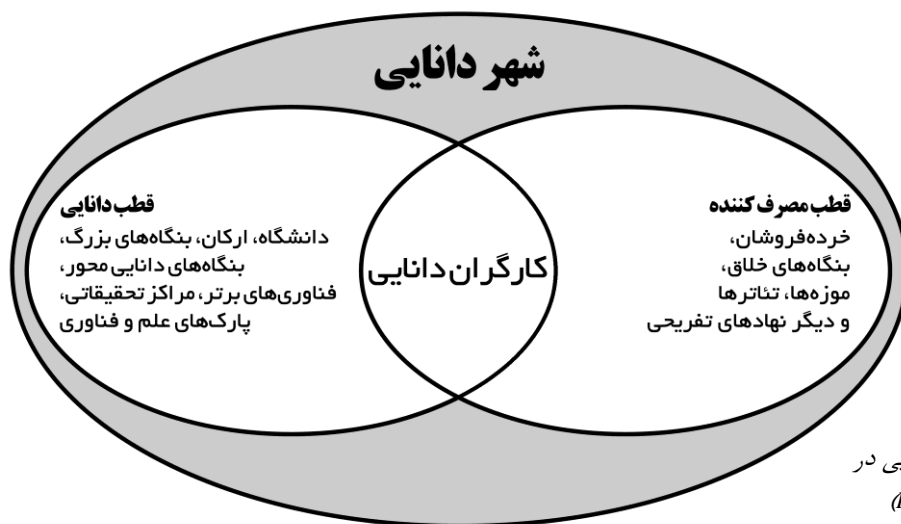 شهر دانایی
قطب مصرف کننده
خرده‌فروشان،
بنگاه‌های خلاق،
موزه‌ها، تئاترها
و دیگر نهادهای تفریحی
کارگران دانایی
قطب دانایی
دانشگاه، ارکان، بنگاه‌های بزرگ،
بنگاه‌های دانایی محور،
فناوری‌های برتر، مراکز تحقیقاتی،
پارک‌های علم و فناوری
در